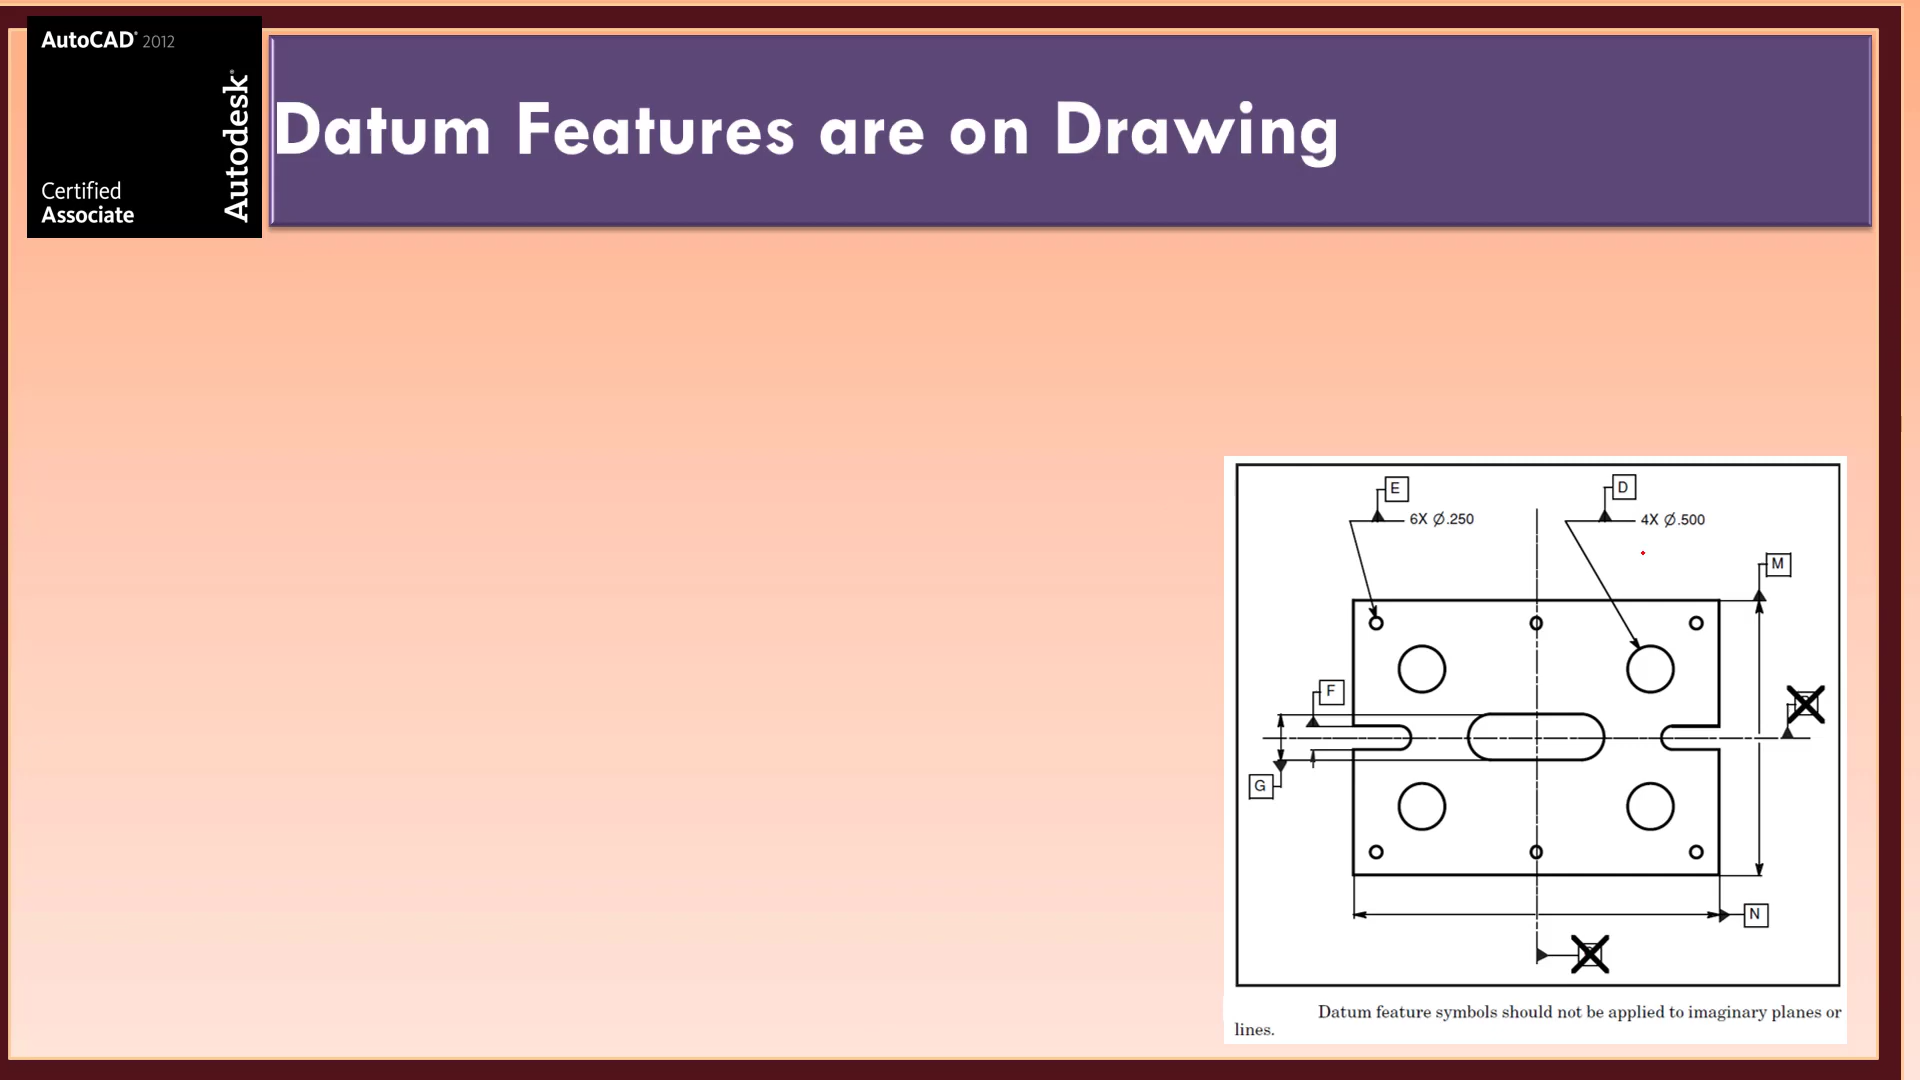 AutoCAD® 2012
Autodesk®
Certified
Associate
Datum Features are on Drawing
E
D
6X Ø.250
4X Ø.500
M
F
G
N
Datum feature symbols should not be applied to imaginary planes or
lines.